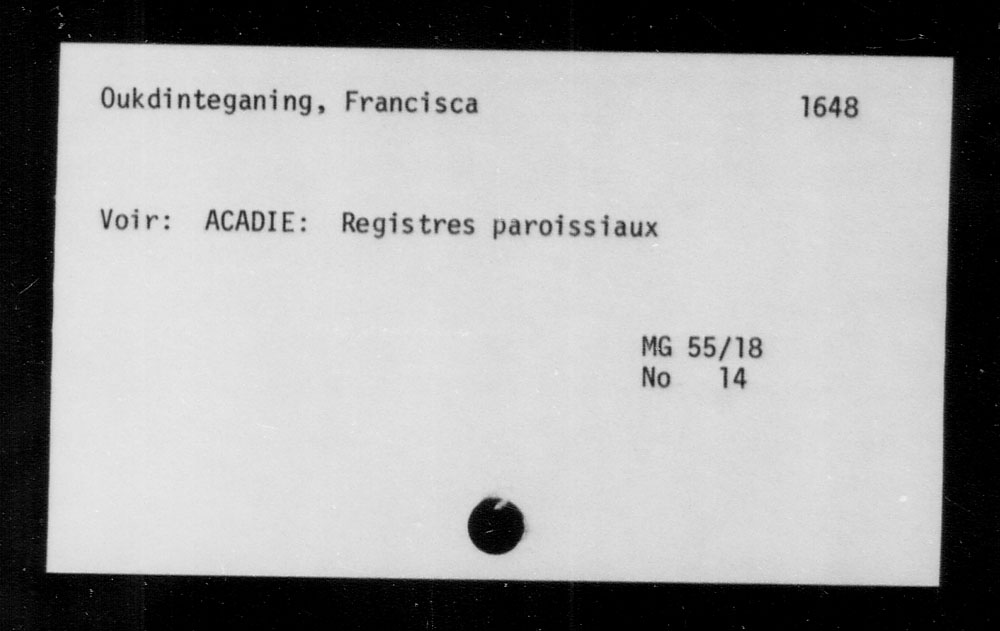 Oukdinteganing, Francisca 1648
Voir: ACADIE: Registres paroissiaux
MG 55/18
No 14